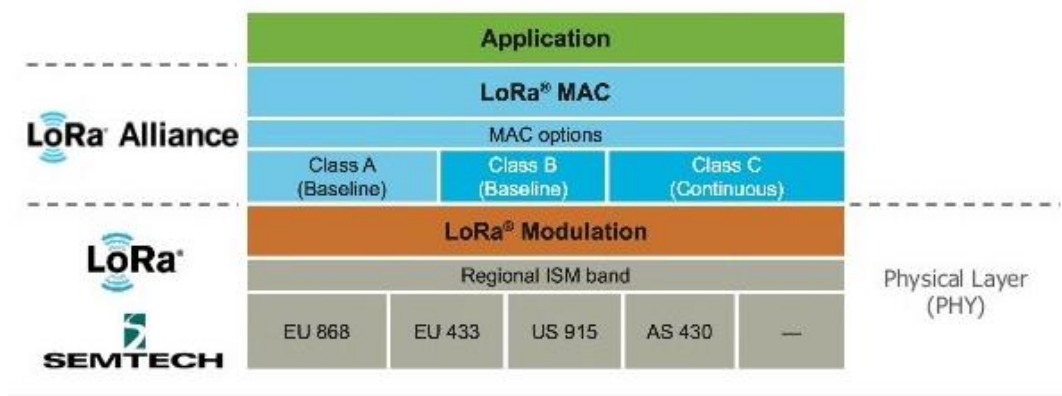 Application
LoRa® MAC
LoRa Alliance
MAC options
Class A
(Baseline)
Class B
(Baseline)
Class C
(Continuous)
LoRa® Modulation
LoRa®
Regional ISM band
Physical Layer
(PHY)
SEMTECH
EU 868
EU 433
US 915
AS 430
—